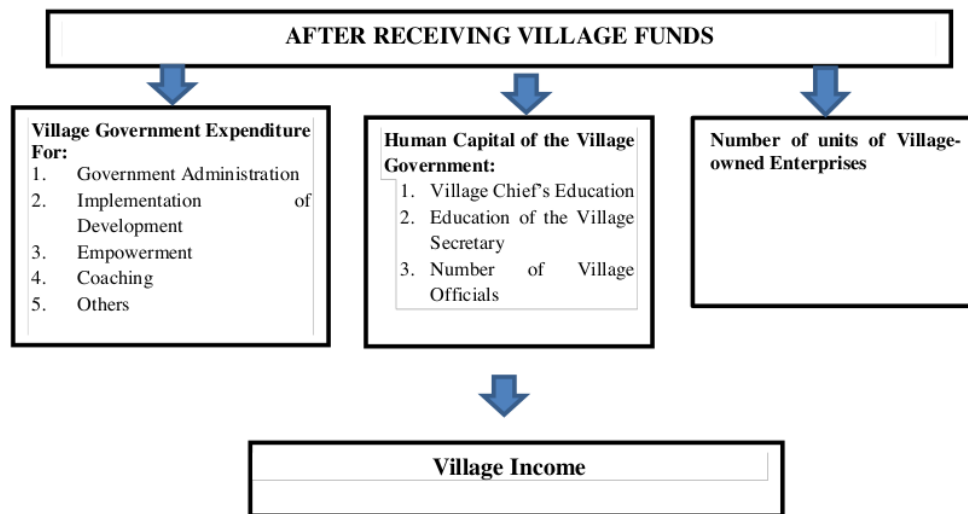 AFTER RECEIVING VILLAGE FUNDS
Village Government Expenditure
For:
1. Government Administration
2. Implementation of
Development
3. Empowerment
4. Coaching
5. Others
Human Capital of the Village
Government:
1. Village Chief's Education
2. Education of the Village
Secretary
3. Number of Village
Officials
Number of units of Village-
owned Enterprises
Village Income